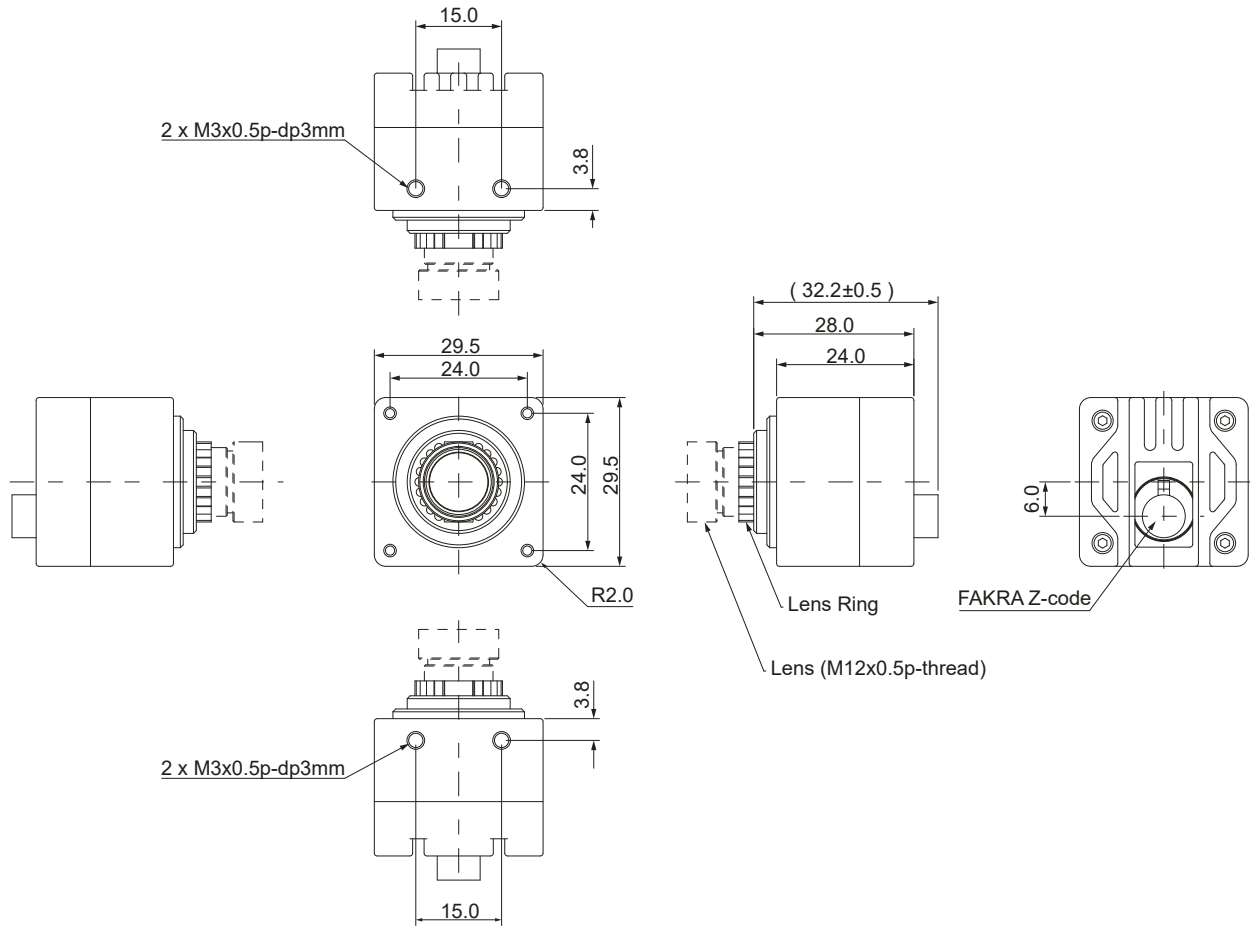 15.0
2 x M3x0.5p-dp3mm
3.8
( 32.2±0.5 )
28.0
24.0
29.5
24.0
24.0
29.5
6.0
R2.0
Lens Ring
FAKRA Z-code
Lens (M12x0.5p-thread)
3.8
2 x M3x0.5p-dp3mm
15.0